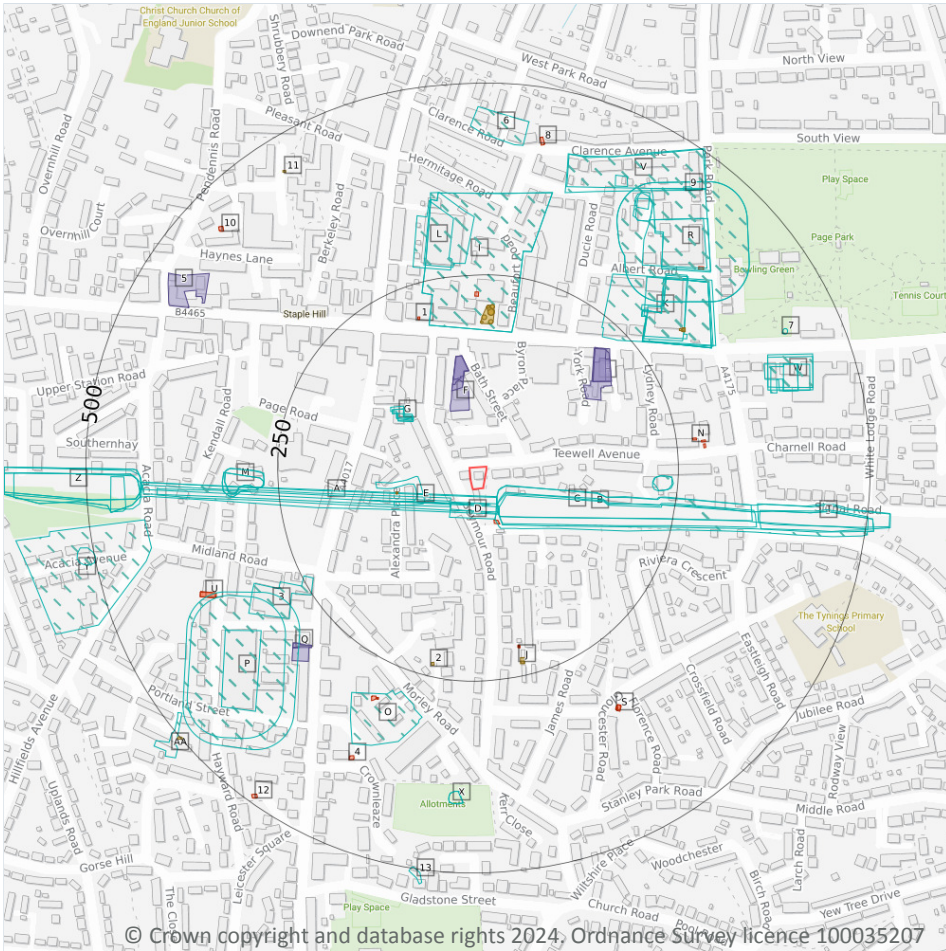 Christ Church Church of
England Junior School
Shrubbery Road
Downend Park Road
West Park Road
North View
Overnhill Road
Pendennis Road
Pleasant Road
Clarence Road
6
8
South View
Clarence Avenue
Park Road
11
Hermitage Road
V
9
Play Space
Berkeley Road
Overnhill Court
10
L
I
Beaufort Road
Duce Road
R
Page Park
Haynes Lane
5
Albert Road
Bowling Green
B4465
Staple Hill
1
K
7
Tennis Court
Upper Station Road
500
Kendall Road
Page Road
G
F
Bath Street
Byron Place
York Road
Lydney Road
A4175
W
White Lodge Road
Southernhay
250
A4017
N
Charnell Road
Teewell Avenue
Z
Acacia Road
M
A
E
D
C
B
Signal Road
Alexandra Place
Seymour Road
Midland Road
Acacia Avenue
Y
Riviera Crescent
U
3
The Tynings Primary
School
Q
P
2
J
Eastleigh Road
Portland Street
O
Morley Road
James Road
S
Florence Road
Crossfield Road
Jubilee Road
AA
4
Worcester Road
Hillfields Avenue
Hayward Road
12
Crownleaze
X
Allotments
Kerr Close
Stanley Park Road
Rodway View
Middle Road
Uplands Road
Leicester Square
Gorse Hill
13
Wiltshire Place
Woodchester
Larch Road
Birch Road
Gladstone Street
Church Road
Yew Tree Drive
Play Space
© Crown copyright and database rights 2024. Ordnance Survey licence 100035207